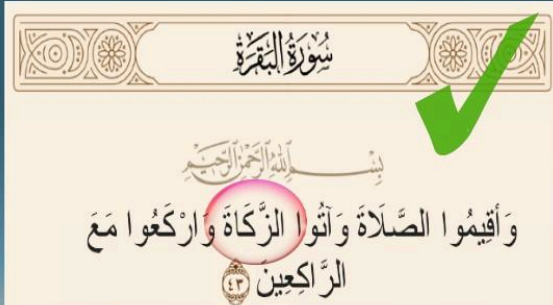 سُورَةُ البَقَرَةِ
بِسْمِ اللَّهِ الرَّحْمَنِ الرَّحِيمِ
وَأَقِيمُوا الصَّلَاةَ وَآتُوا الزَّكَاةَ وَارْكَعُوا مَعَ
الرَّاكِعِينَ ٤٣